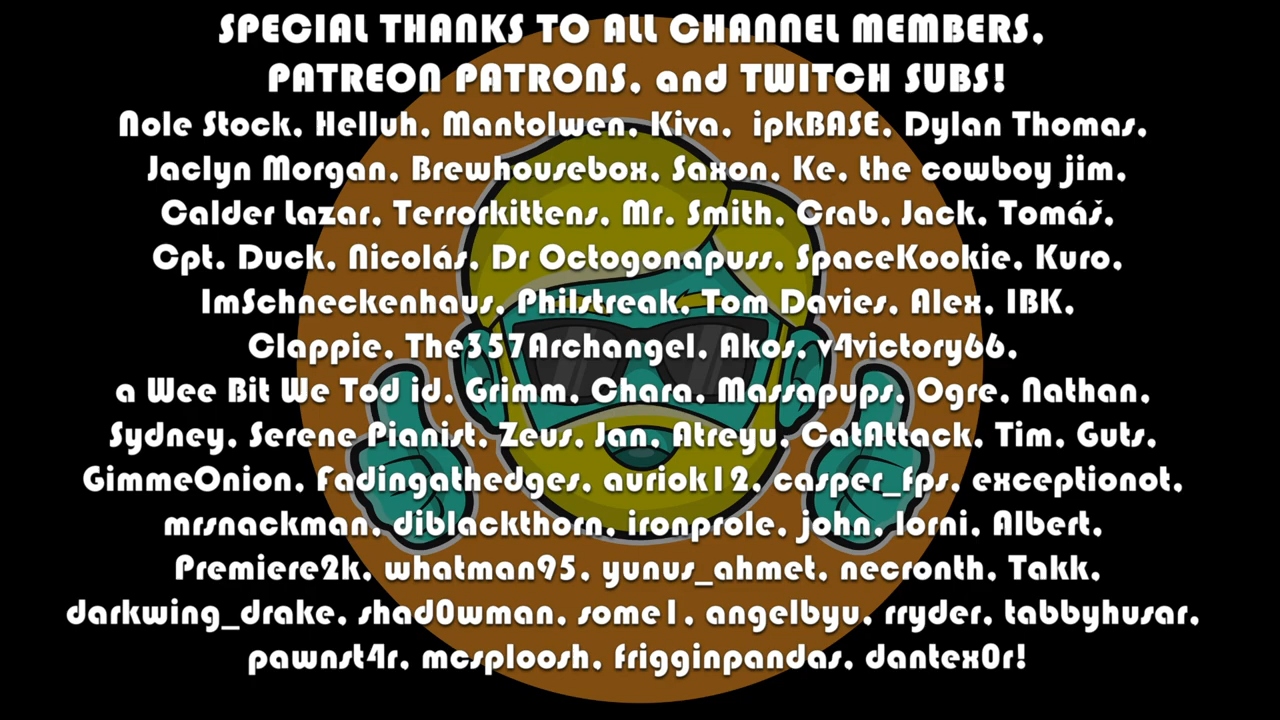 SPECIAL THANKS TO ALL CHANNEL MEMBERS,
PATREON PATRONS, and TWITCH SUBS!
Nole Stock, Helluh, Mantolwen, Kiva, ipkBASE, Dylan Thomas,
Jaclyn Morgan, Brewhousebox, Saxon, Ke, the cowboy jim,
Calder Lazar, Terrorkittens, Mr. Smith, Crab, Jack, Tomáš,
Cpt. Duck, Nicolás, Dr Octogonapuss, SpaceKookie, Kuro,
ImSchneckenhaus, Philstreak, Tom Davies, Alex, IBK,
Clappie, The357Archangel, Akos, v4victory66,
a Wee Bit We Tod id, Grimm, Chara, Massapups, Ogre, Nathan,
Sydney, Serene Pianist, Zeus, Jan, Atreyu, CatAttack, Tim, Guts,
GimmeOnion, Fadingathedges, auriok12, casper_fps, exceptionot,
mrsnackman, diblackthorn, ironprole, john, lorni, Albert,
Premiere2k, whatman95, yunus_ahmet, necronth, Takk,
darkwing_drake, shad0wman, some1, angelbyu, rryder, tabbyhusar,
pawnst4r, mcsploosh, frigginpandas, dantex0r!